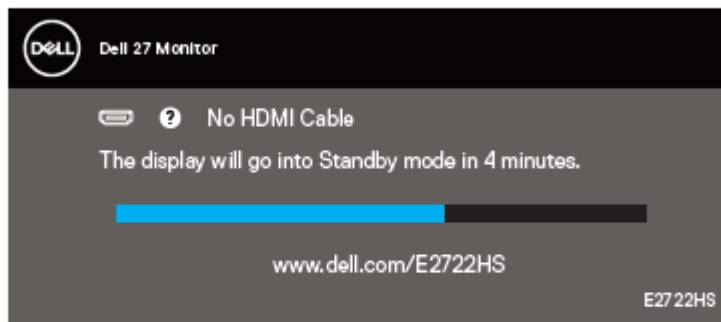 DELL Dell 27 Monitor
? No HDMI Cable
The display will go into Standby mode in 4 minutes.
www.dell.com/E2722HS
E2722HS